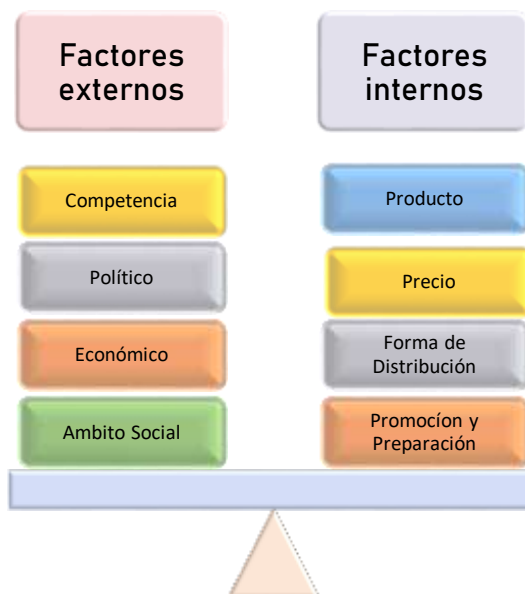 Factores
externos
Factores
internos
Competencia
Político
Económico
Ambito Social
Producto
Precio
Forma de
Distribución
Promocíon y
Preparación